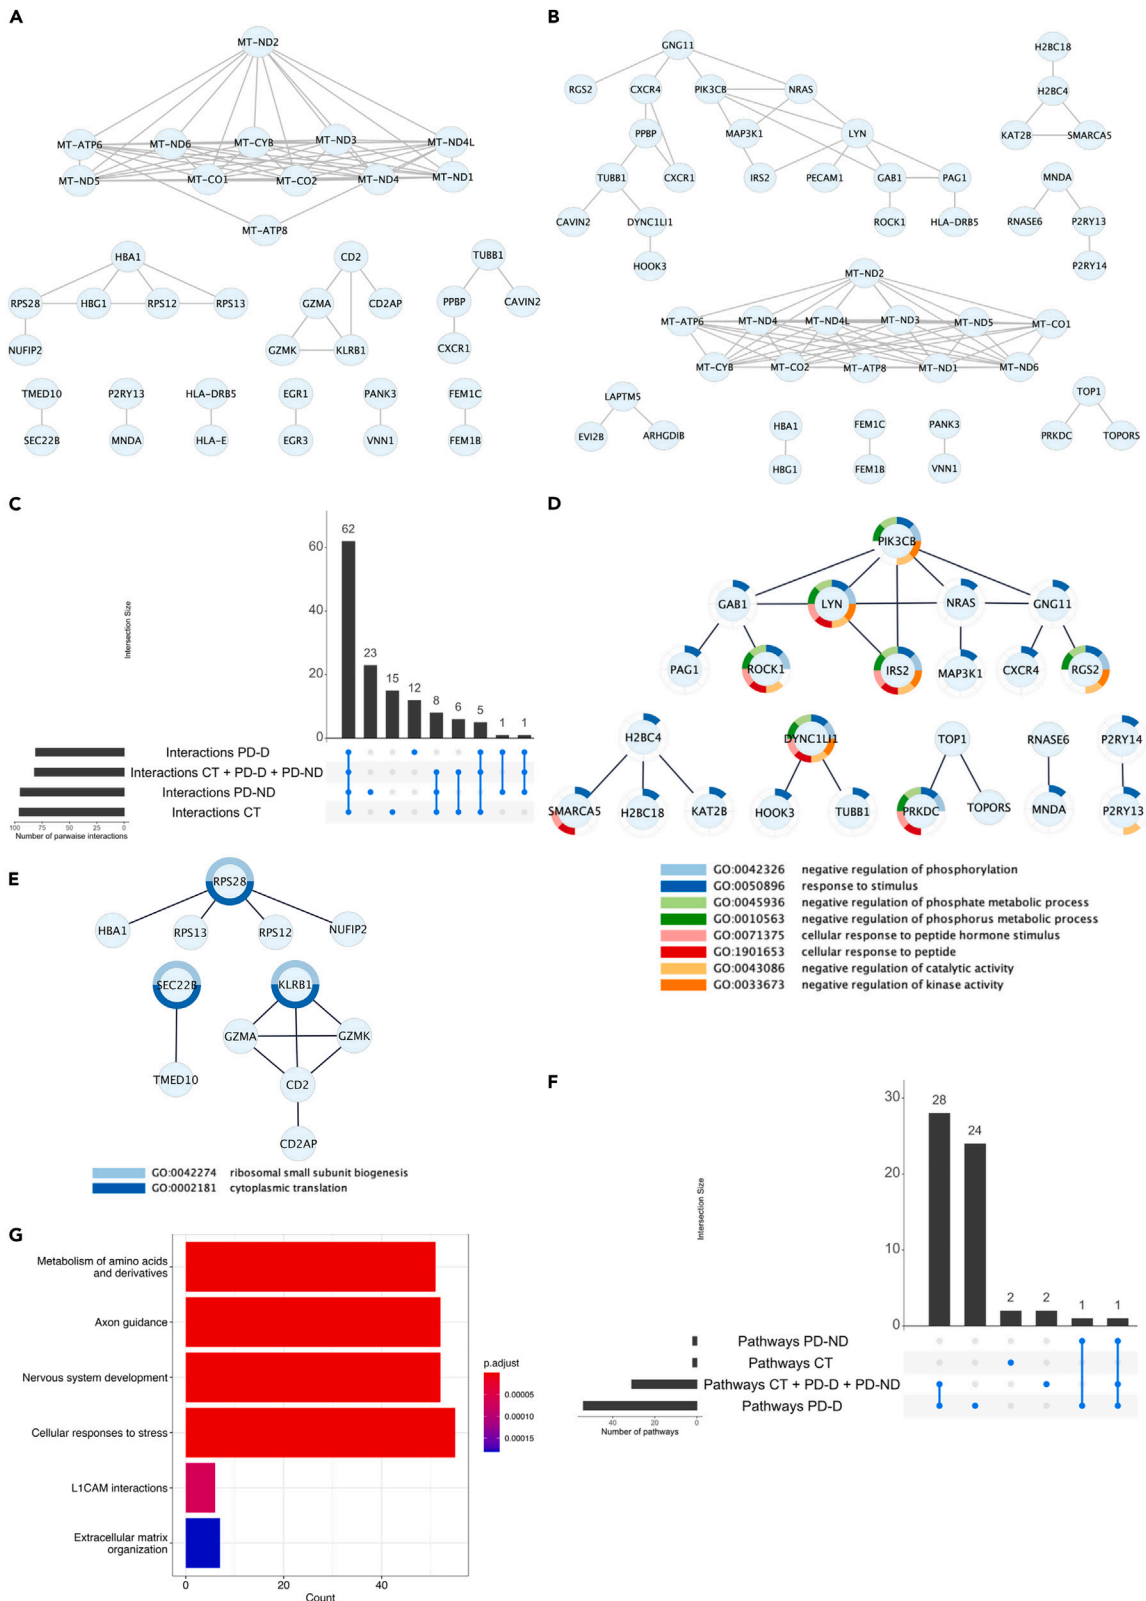 A
MT-ND2
MT-ATP6
MT-ND6
MT-CYB
MT-ND3
MT-ND4L
MT-ND5
MT-CO1
MT-CO2
MT-ND4
MT-ND1
MT-ATP8
HBA1
CD2
TUBB1
RPS28
HBG1
RPS12
RPS13
GZMA
CD2AP
PPBP
CAVIN2
NUFIP2
GZMK
KLRB1
CXCR1
TMED10
P2RY13
HLA-DRB5
EGR1
PANK3
FEM1C
SEC22B
MNDA
HLA-E
EGR3
VNN1
FEM1B
B
GNG11
H2BC18
RGS2
CXCR4
PIK3CB
NRAS
H2BC4
PPBP
MAP3K1
LYN
KAT2B
SMARCA5
TUBB1
CXCR1
IRS2
PECAM1
GAB1
PAG1
MNDA
CAVIN2
DYNC1LI1
ROCK1
HLA-DRB5
RNASE6
P2RY13
HOOK3
P2RY14
MT-ND2
MT-ATP6
MT-ND4
MT-ND4L
MT-ND3
MT-ND5
MT-CO1
MT-CYB
MT-CO2
MT-ATP8
MT-ND1
MT-ND6
LAPTM5
TOP1
EVI2B
ARHGDIB
HBA1
FEM1C
PANK3
PRKDC
TOPORS
HBG1
FEM1B
VNN1
C
Intersection Size
60
40
20
0
62
23
15
12
8
6
5
1
1
Interactions PD-D
Interactions CT + PD-D + PD-ND
Interactions PD-ND
Interactions CT
100 75 50 25 0
Number of parwaise interactions
D
PIK3CB
GAB1
LYN
NRAS
GNG11
PAG1
ROCK1
IRS2
MAP3K1
CXCR4
RGS2
H2BC4
DYNC1LI1
TOP1
RNASE6
P2RY14
SMARCA5
H2BC18
KAT2B
HOOK3
TUBB1
PRKDC
TOPORS
MNDA
P2RY13
GO:0042326 negative regulation of phosphorylation
GO:0050896 response to stimulus
GO:0045936 negative regulation of phosphate metabolic process
GO:0010563 negative regulation of phosphorus metabolic process
GO:0071375 cellular response to peptide hormone stimulus
GO:1901653 cellular response to peptide
GO:0043086 negative regulation of catalytic activity
GO:0033673 negative regulation of kinase activity
E
RPS28
HBA1
RPS13
RPS12
NUFIP2
SEC22B
KLRB1
GZMA
GZMK
TMED10
CD2
CD2AP
GO:0042274 ribosomal small subunit biogenesis
GO:0002181 cytoplasmic translation
F
Intersection Size
30
20
10
0
28
24
2
2
1
1
Pathways PD-ND
Pathways CT
Pathways CT + PD-D + PD-ND
Pathways PD-D
40 20 0
Number of pathways
G
Metabolism of amino acids
and derivatives
Axon guidance
Nervous system development
Cellular responses to stress
L1CAM interactions
Extracellular matrix
organization
0 20 40
Count
p.adjust
0.00005
0.00010
0.00015